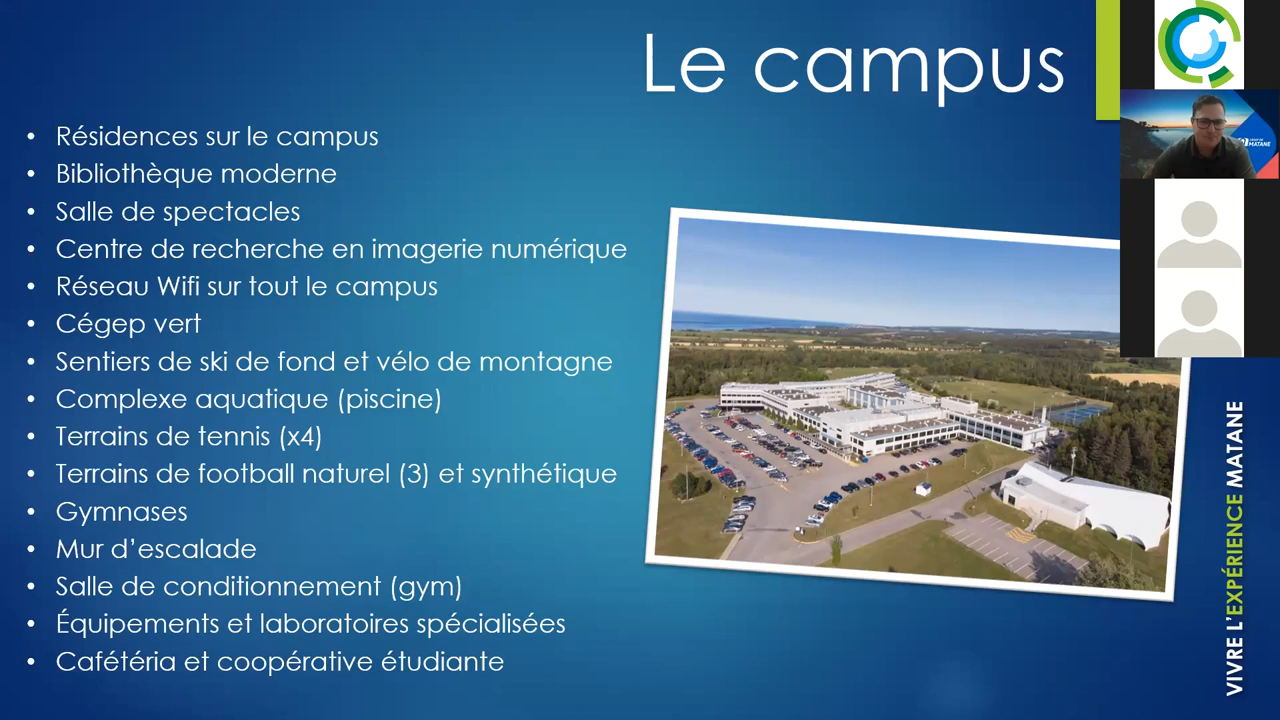 Le campus
• Résidences sur le campus
• Bibliothèque moderne
• Salle de spectacles
• Centre de recherche en imagerie numérique
• Réseau Wifi sur tout le campus
• Cégep vert
• Sentiers de ski de fond et vélo de montagne
• Complexe aquatique (piscine)
• Terrains de tennis (x4)
• Terrains de football naturel (3) et synthétique
• Gymnases
• Mur d’escalade
• Salle de conditionnement (gym)
• Équipements et laboratoires spécialisées
• Cafétéria et coopérative étudiante
MATANE
VIVRE L’EXPÉRIENCE MATANE